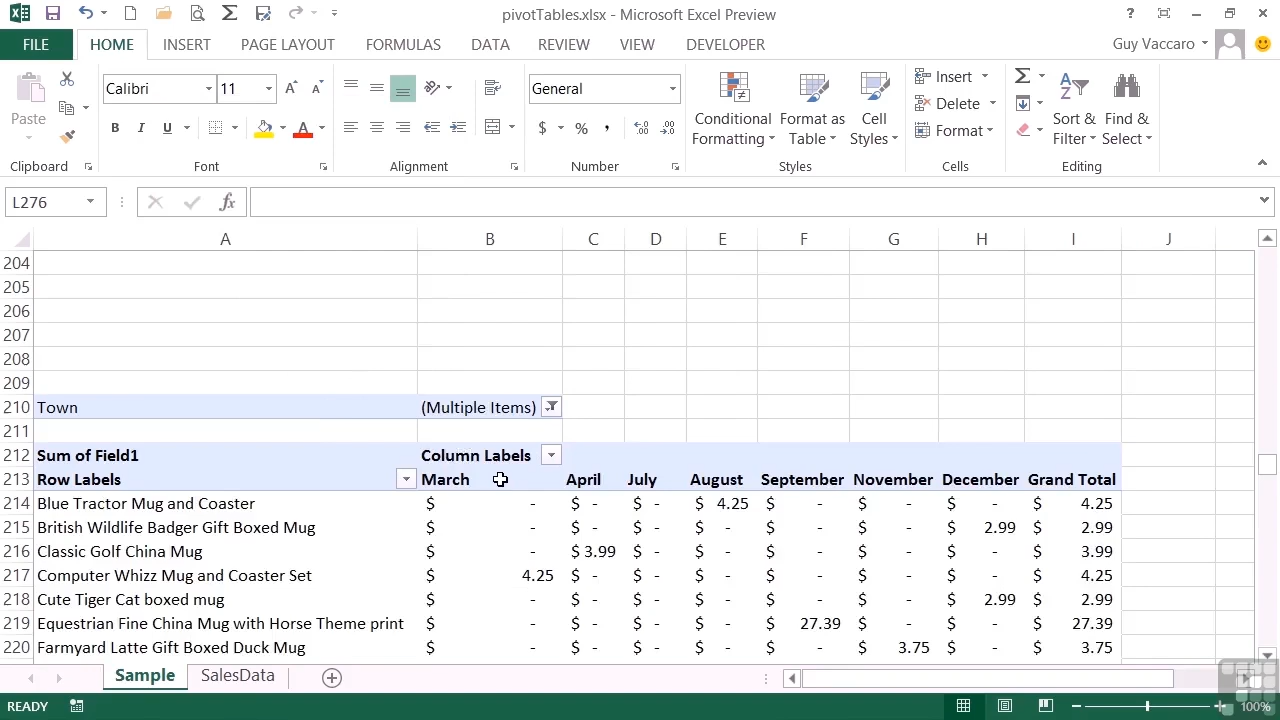 pivotTables.xlsx - Microsoft Excel Preview
FILE HOME INSERT PAGE LAYOUT FORMULAS DATA REVIEW VIEW DEVELOPER Guy Vaccaro
Paste
Calibri 11
B I U
General
$ % ,
Conditional Formatting
Format as Table
Cell Styles
Insert
Delete
Format
Sort & Filter
Find & Select
Clipboard Font Alignment Number Styles Cells Editing
L276 fx
A B C D E F G H I J
204
205
206
207
208
209
210 Town (Multiple Items)
211
212 Sum of Field1 Column Labels
213 Row Labels March April July August September November December Grand Total
214 Blue Tractor Mug and Coaster $ - $ - $ - $ 4.25 $ - $ - $ - $ 4.25
215 British Wildlife Badger Gift Boxed Mug $ - $ - $ - $ - $ - $ - $ 2.99 $ 2.99
216 Classic Golf China Mug $ - $ 3.99 $ - $ - $ - $ - $ - $ 3.99
217 Computer Whizz Mug and Coaster Set $ 4.25 $ - $ - $ - $ - $ - $ - $ 4.25
218 Cute Tiger Cat boxed mug $ - $ - $ - $ - $ - $ - $ 2.99 $ 2.99
219 Equestrian Fine China Mug with Horse Theme print $ - $ - $ - $ - $ 27.39 $ - $ - $ 27.39
220 Farmyard Latte Gift Boxed Duck Mug $ - $ - $ - $ - $ - $ 3.75 $ - $ 3.75
Sample SalesData
READY 100%